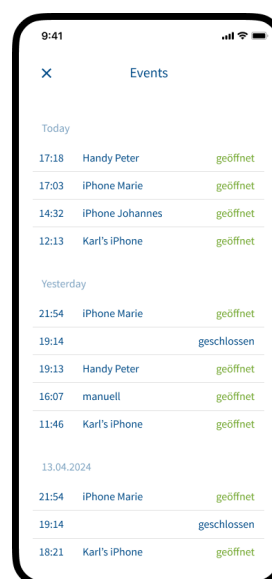 9:41
Events
Today
17:18 Handy Peter geöffnet
17:03 iPhone Marie geöffnet
14:32 iPhone Johannes geöffnet
12:13 Karl's iPhone geöffnet
Yesterday
21:54 iPhone Marie geöffnet
19:14 geschlossen
19:13 Handy Peter geöffnet
16:07 manuell geöffnet
11:46 Karl's iPhone geöffnet
13.04.2024
21:54 iPhone Marie geöffnet
19:14 geschlossen
18:21 Karl's iPhone geöffnet